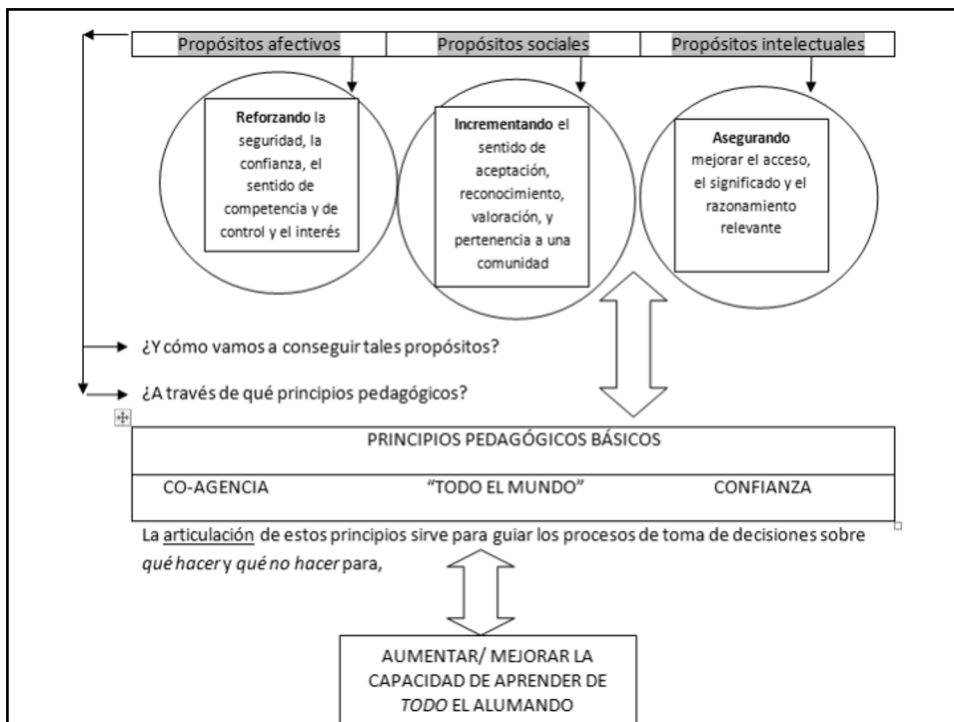 Propósitos afectivos
Propósitos sociales
Propósitos intelectuales
Reforzando la
seguridad, la
confianza, el
sentido de
competencia y de
control y el interés
Incrementando el
sentido de
aceptación,
reconocimiento,
valoración, y
pertenencia a una
comunidad
Asegurando
mejorar el acceso,
el significado y el
razonamiento
relevante
¿Y cómo vamos a conseguir tales propósitos?
¿A través de qué principios pedagógicos?
PRINCIPIOS PEDAGÓGICOS BÁSICOS
CO-AGENCIA
“TODO EL MUNDO”
CONFIANZA
La articulación de estos principios sirve para guiar los procesos de toma de decisiones sobre
qué hacer y qué no hacer para,
AUMENTAR/ MEJORAR LA
CAPACIDAD DE APRENDER DE
TODO EL ALUMANDO